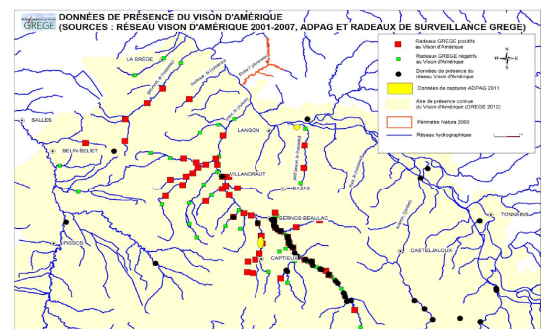 GREGE
DONNÉES DE PRÉSENCE DU VISON D'AMÉRIQUE
(SOURCES : RÉSEAU VISON D'AMÉRIQUE 2001-2007, ADPAG ET RADEAUX DE SURVEILLANCE GREGE)
Radeaux GREGE positifs
au Vison d'Amérique
Radeaux GREGE négatifs
au Vison d'Amérique
Données de présence du
Vison d'Amérique
Données de captures ADPAG 2011
Aire de présence connue
du Vison d'Amérique (GREGE 2012)
Périmètre Natura 2000
Réseau hydrographique
N
S
LA BRÈDE
SALLES
LANGON
BELIN-BELIET
VILLANDRAUT
BAZAS
BERNOS-BEAULAC
TONNEINS
PISSOS
CAPTIEUX
CASTELJALOUX